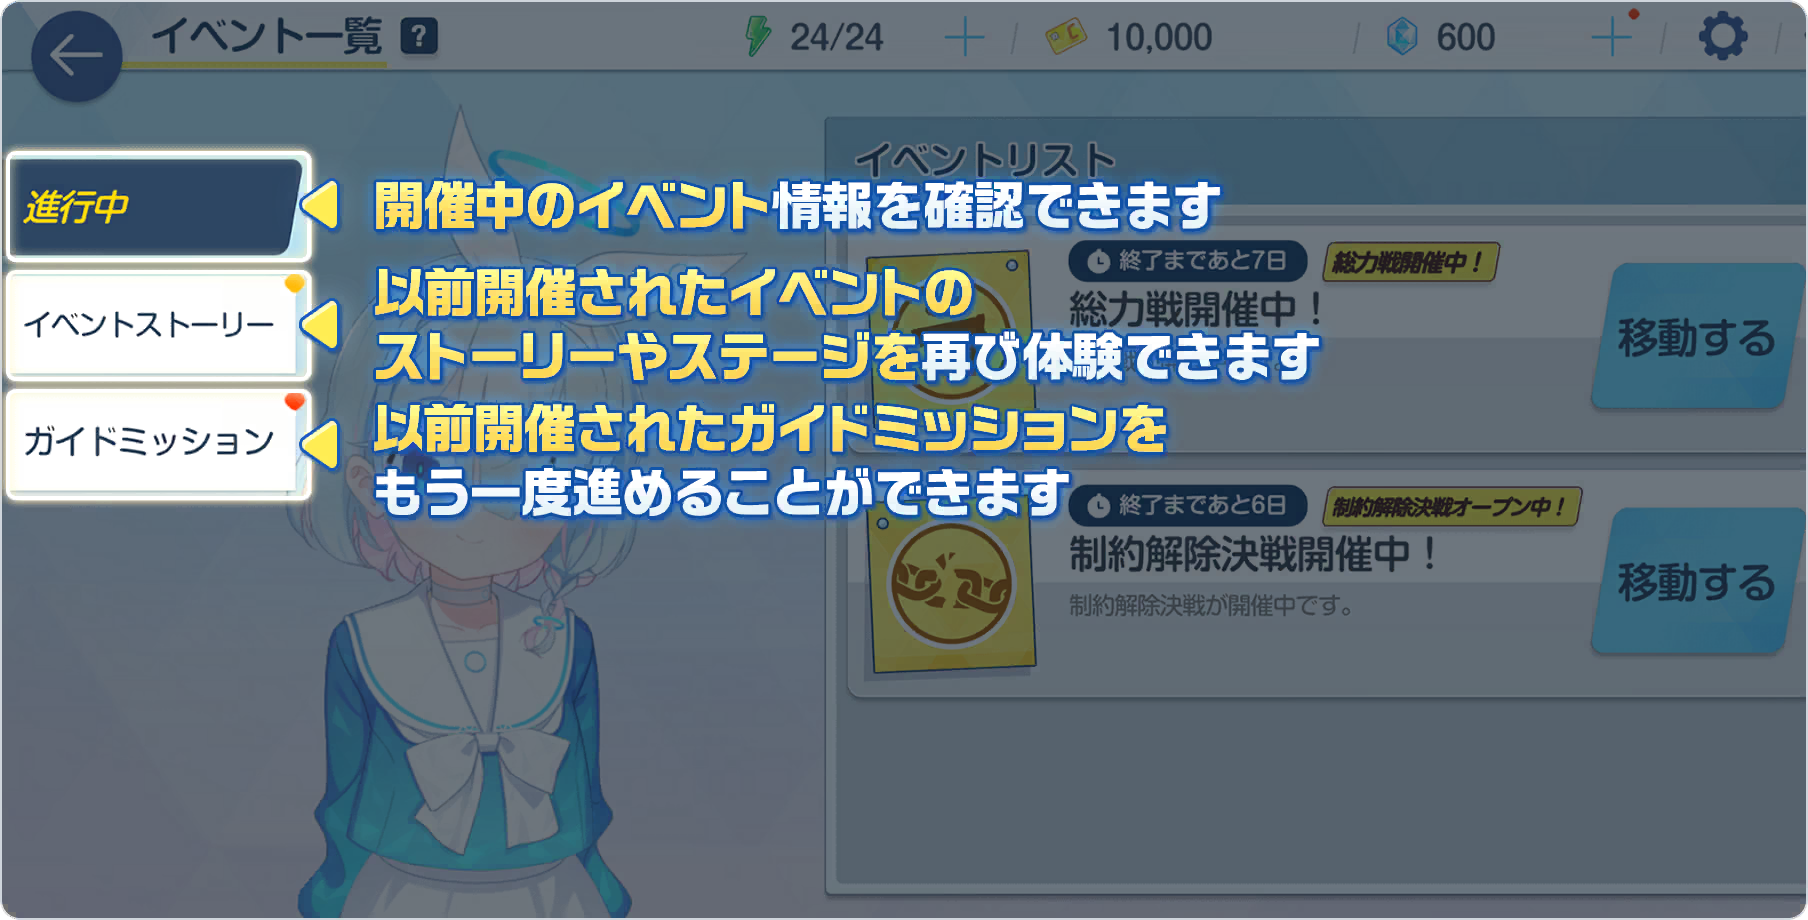 イベント一覧 ?
24/24
10,000
600
進行中
イベントストーリー
ガイドミッション
開催中のイベント情報を確認できます
以前開催されたイベントの
ストーリーやステージを再び体験できます
以前開催されたガイドミッションを
もう一度進めることができます
イベントリスト
終了まであと7日
総力戦開催中！
総力戦開催中！
移動する
終了まであと6日
制約解除決戦オープン中！
制約解除決戦開催中！
制約解除決戦が開催中です。
移動する